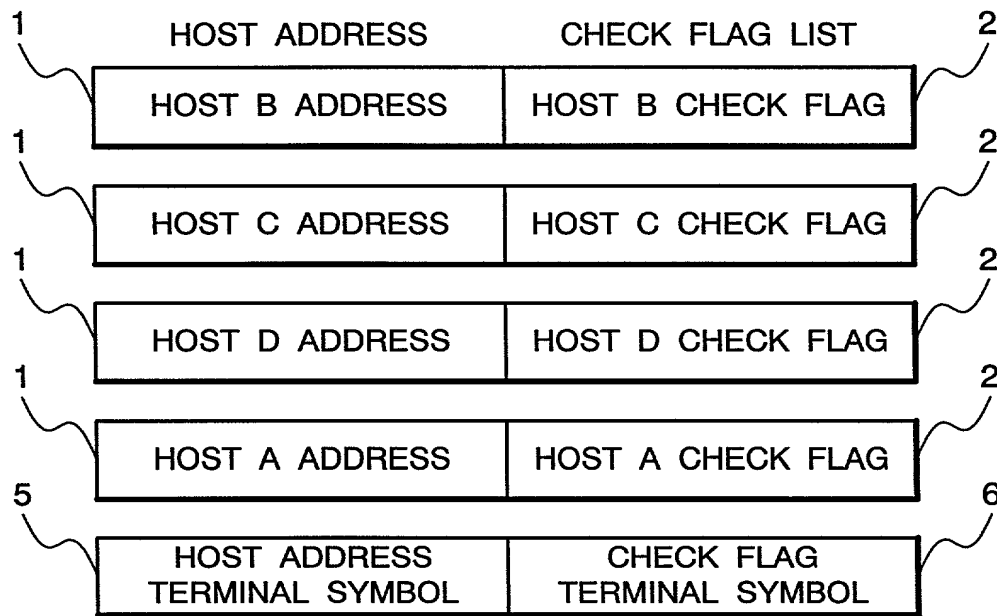 1 HOST ADDRESS CHECK FLAG LIST 2
HOST B ADDRESS HOST B CHECK FLAG
1 2
HOST C ADDRESS HOST C CHECK FLAG
1 2
HOST D ADDRESS HOST D CHECK FLAG
1 2
HOST A ADDRESS HOST A CHECK FLAG
5 6
HOST ADDRESS CHECK FLAG
TERMINAL SYMBOL TERMINAL SYMBOL